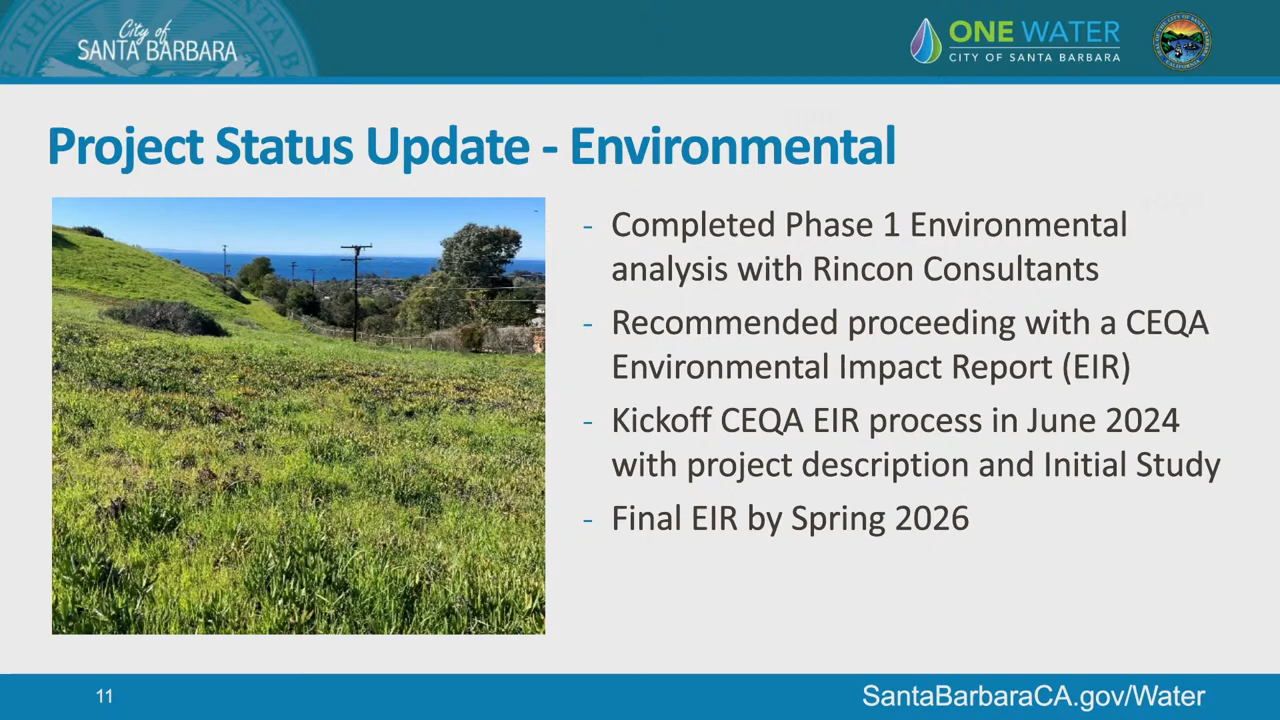 City of
SANTA BARBARA
ONE WATER
CITY OF SANTA BARBARA
Project Status Update - Environmental
- Completed Phase 1 Environmental
analysis with Rincon Consultants
- Recommended proceeding with a CEQA
Environmental Impact Report (EIR)
- Kickoff CEQA EIR process in June 2024
with project description and Initial Study
- Final EIR by Spring 2026
11
SantaBarbaraCA.gov/Water